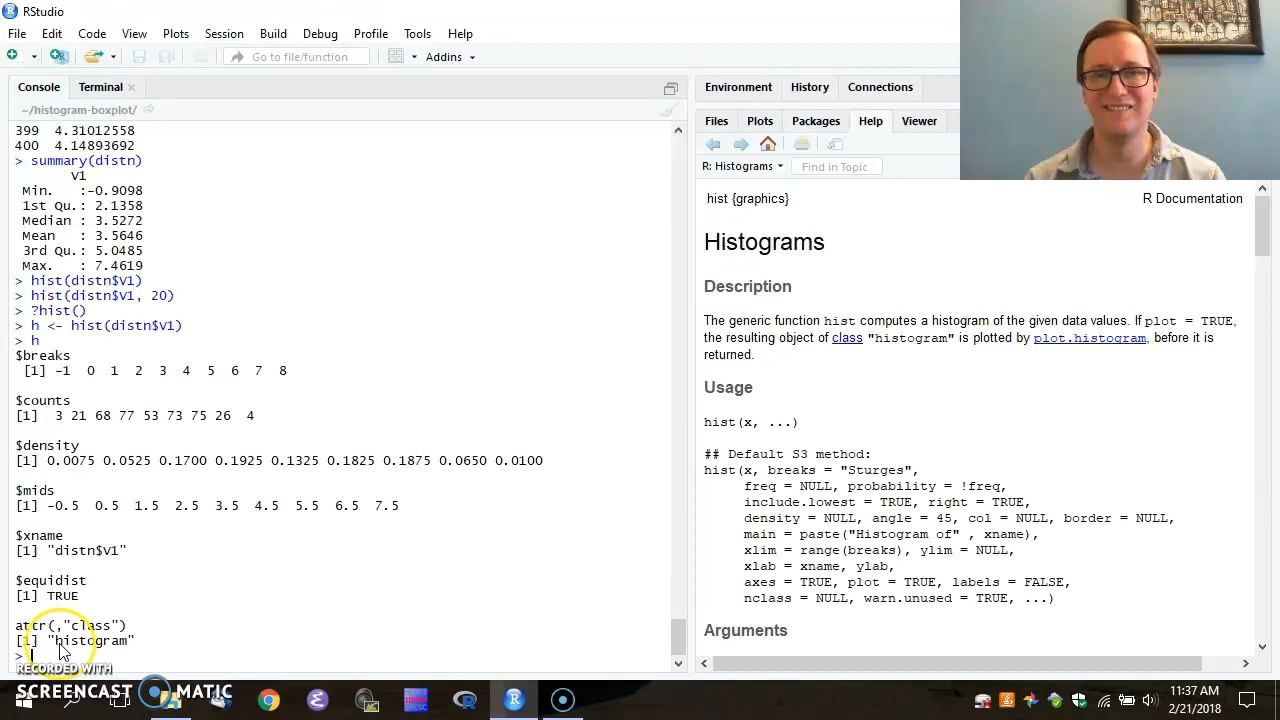 RStudio
File Edit Code View Plots Session Build Debug Profile Tools Help
Go to file/function Addins
Console Terminal
~/histogram-boxplot/
399 4.31012558
400 4.14893692
> summary(distn)
V1
Min. :-0.9098
1st Qu.: 2.1358
Median : 3.5272
Mean : 3.5646
3rd Qu.: 5.0485
Max. : 7.4619
> hist(distn$V1)
> hist(distn$V1, 20)
> ?hist()
> h <- hist(distn$V1)
> h
$breaks
[1] -1 0 1 2 3 4 5 6 7 8
$counts
[1] 3 21 68 77 53 73 75 26 4
$density
[1] 0.0075 0.0525 0.1700 0.1925 0.1325 0.1825 0.1875 0.0650 0.0100
$mids
[1] -0.5 0.5 1.5 2.5 3.5 4.5 5.5 6.5 7.5
$xname
[1] "distn$V1"
$equidist
[1] TRUE
attr(,"class")
[1] "histogram"
>
RECORDED WITH
SCREENCAST MATIC
Environment History Connections
Files Plots Packages Help Viewer
R: Histograms Find in Topic
hist {graphics} R Documentation
Histograms
Description
The generic function hist computes a histogram of the given data values. If plot = TRUE,
the resulting object of class "histogram" is plotted by plot.histogram, before it is
returned.
Usage
hist(x, ...)
## Default S3 method:
hist(x, breaks = "Sturges",
freq = NULL, probability = !freq,
include.lowest = TRUE, right = TRUE,
density = NULL, angle = 45, col = NULL, border = NULL,
main = paste("Histogram of" , xname),
xlim = range(breaks), ylim = NULL,
xlab = xname, ylab,
axes = TRUE, plot = TRUE, labels = FALSE,
nclass = NULL, warn.unused = TRUE, ...)
Arguments
11:37 AM
2/21/2018